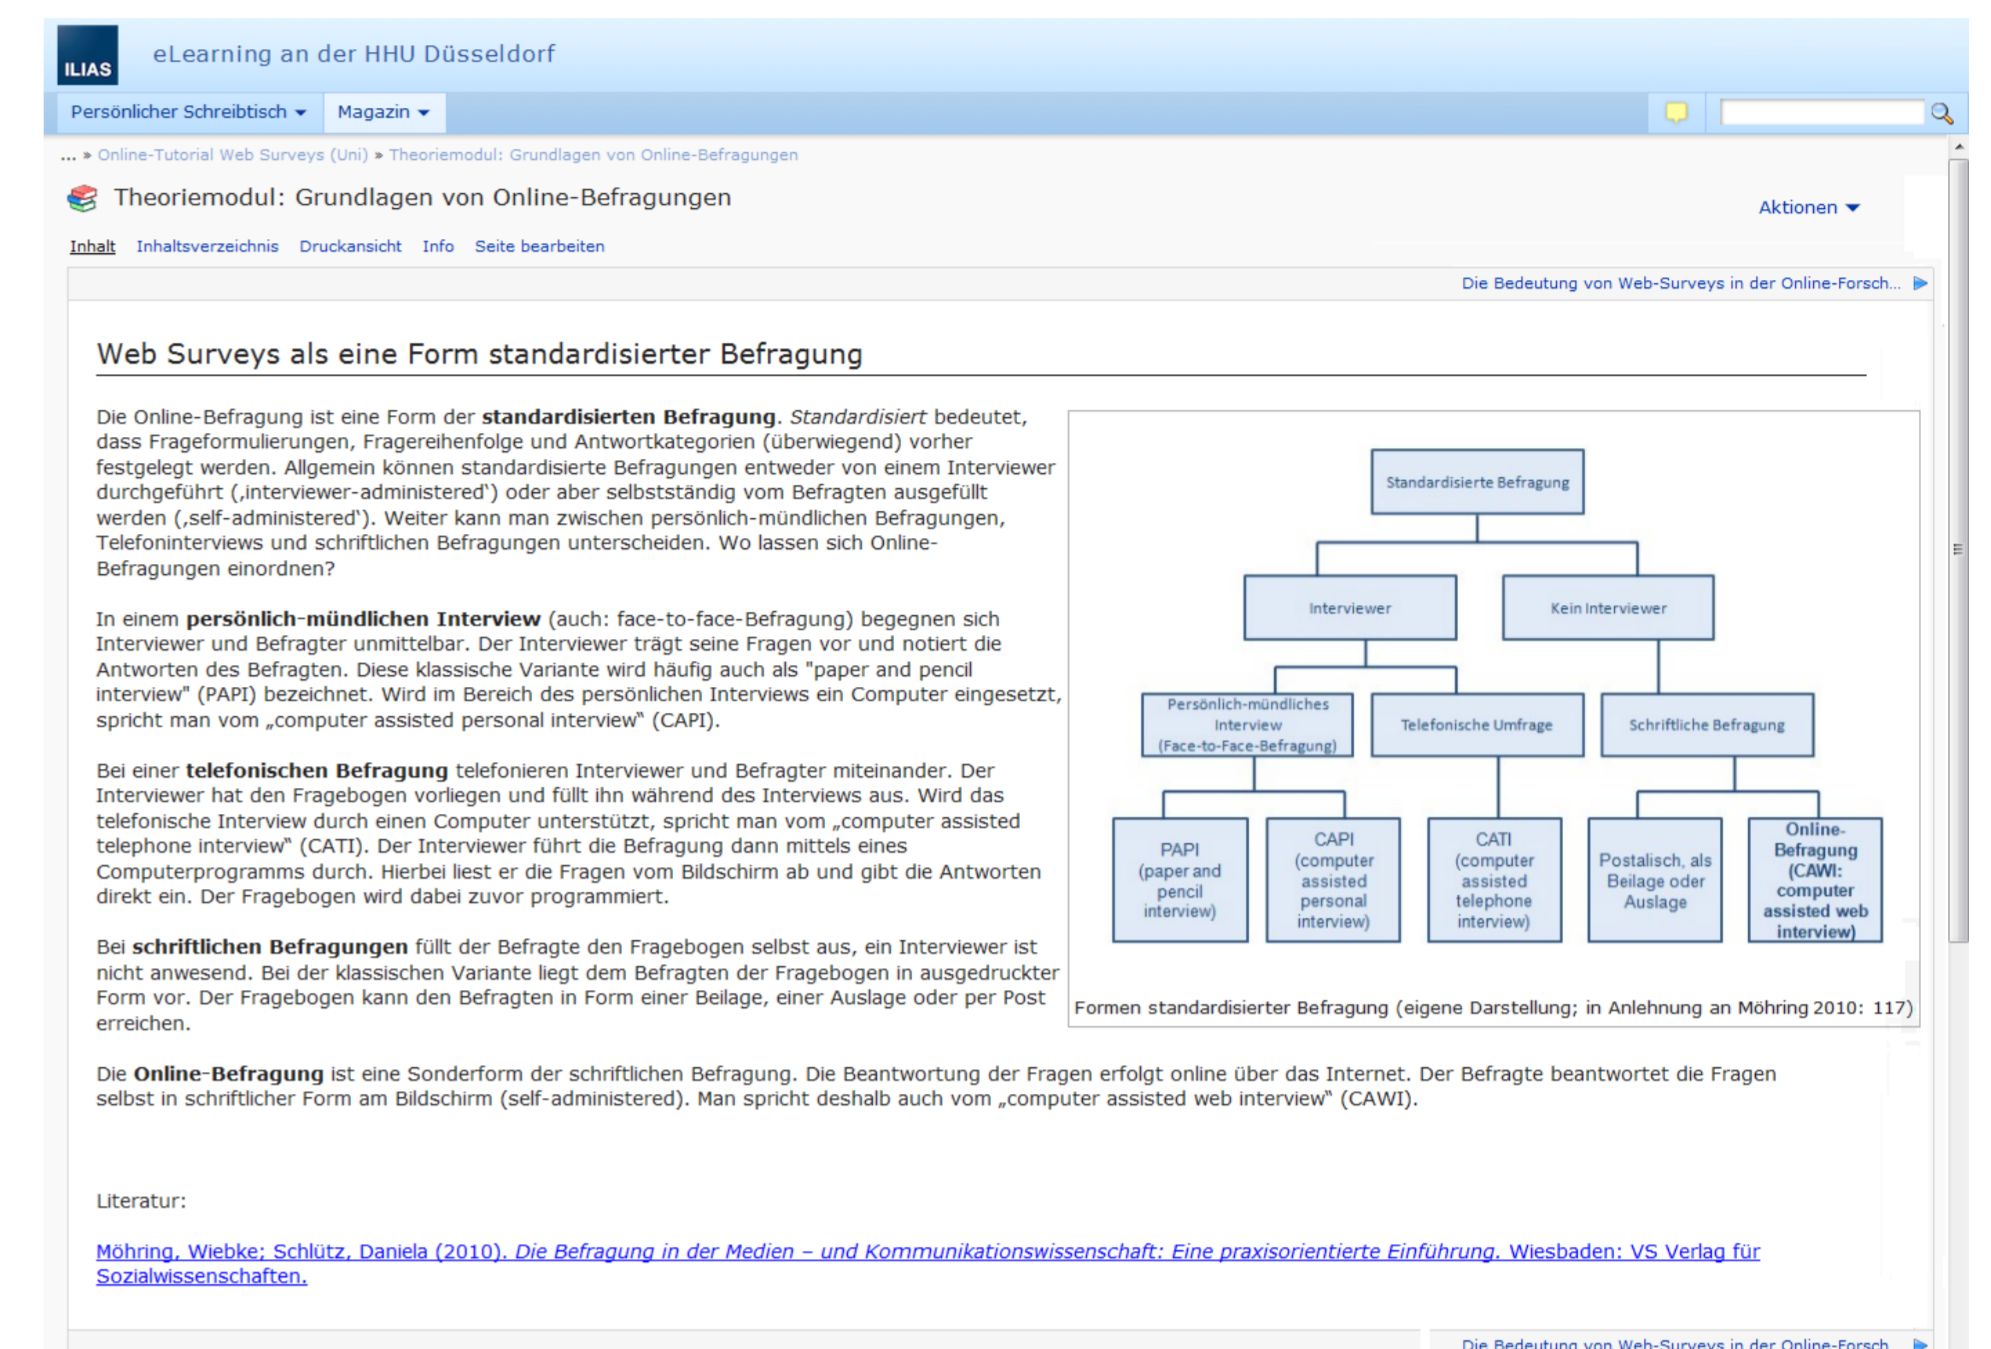 ILIAS
eLearning an der HHU Düsseldorf
Persönlicher Schreibtisch
Magazin
... » Online-Tutorial Web Surveys (Uni) » Theoriemodul: Grundlagen von Online-Befragungen
Theoriemodul: Grundlagen von Online-Befragungen
Aktionen
Inhalt Inhaltsverzeichnis Druckansicht Info Seite bearbeiten
Die Bedeutung von Web-Surveys in der Online-Forsch...
Web Surveys als eine Form standardisierter Befragung
Die Online-Befragung ist eine Form der standardisierten Befragung. Standardisiert bedeutet,
dass Frageformulierungen, Fragereihenfolge und Antwortkategorien (überwiegend) vorher
festgelegt werden. Allgemein können standardisierte Befragungen entweder von einem Interviewer
durchgeführt (‚interviewer-administered‛) oder aber selbstständig vom Befragten ausgefüllt
werden (‚self-administered‛). Weiter kann man zwischen persönlich-mündlichen Befragungen,
Telefoninterviews und schriftlichen Befragungen unterscheiden. Wo lassen sich Online-
Befragungen einordnen?
In einem persönlich-mündlichen Interview (auch: face-to-face-Befragung) begegnen sich
Interviewer und Befragter unmittelbar. Der Interviewer trägt seine Fragen vor und notiert die
Antworten des Befragten. Diese klassische Variante wird häufig auch als "paper and pencil
interview" (PAPI) bezeichnet. Wird im Bereich des persönlichen Interviews ein Computer eingesetzt,
spricht man vom „computer assisted personal interview‟ (CAPI).
Bei einer telefonischen Befragung telefonieren Interviewer und Befragter miteinander. Der
Interviewer hat den Fragebogen vorliegen und füllt ihn während des Interviews aus. Wird das
telefonische Interview durch einen Computer unterstützt, spricht man vom „computer assisted
telephone interview‟ (CATI). Der Interviewer führt die Befragung dann mittels eines
Computerprogramms durch. Hierbei liest er die Fragen vom Bildschirm ab und gibt die Antworten
direkt ein. Der Fragebogen wird dabei zuvor programmiert.
Bei schriftlichen Befragungen füllt der Befragte den Fragebogen selbst aus, ein Interviewer ist
nicht anwesend. Bei der klassischen Variante liegt dem Befragten der Fragebogen in ausgedruckter
Form vor. Der Fragebogen kann den Befragten in Form einer Beilage, einer Auslage oder per Post
erreichen.
Standardisierte Befragung
Interviewer
Kein Interviewer
Persönlich-mündliches
Interview
(Face-to-Face-Befragung)
Telefonische Umfrage
Schriftliche Befragung
PAPI
(paper and
pencil
interview)
CAPI
(computer
assisted
personal
interview)
CATI
(computer
assisted
telephone
interview)
Postalisch, als
Beilage oder
Auslage
Online-
Befragung
(CAWI:
computer
assisted web
interview)
Formen standardisierter Befragung (eigene Darstellung; in Anlehnung an Möhring 2010: 117)
Die Online-Befragung ist eine Sonderform der schriftlichen Befragung. Die Beantwortung der Fragen erfolgt online über das Internet. Der Befragte beantwortet die Fragen
selbst in schriftlicher Form am Bildschirm (self-administered). Man spricht deshalb auch vom „computer assisted web interview‟ (CAWI).
Literatur:
Möhring, Wiebke; Schlütz, Daniela (2010). Die Befragung in der Medien – und Kommunikationswissenschaft: Eine praxisorientierte Einführung. Wiesbaden: VS Verlag für
Sozialwissenschaften.
Die Bedeutung von Web-Surveys in der Online-Forsch...